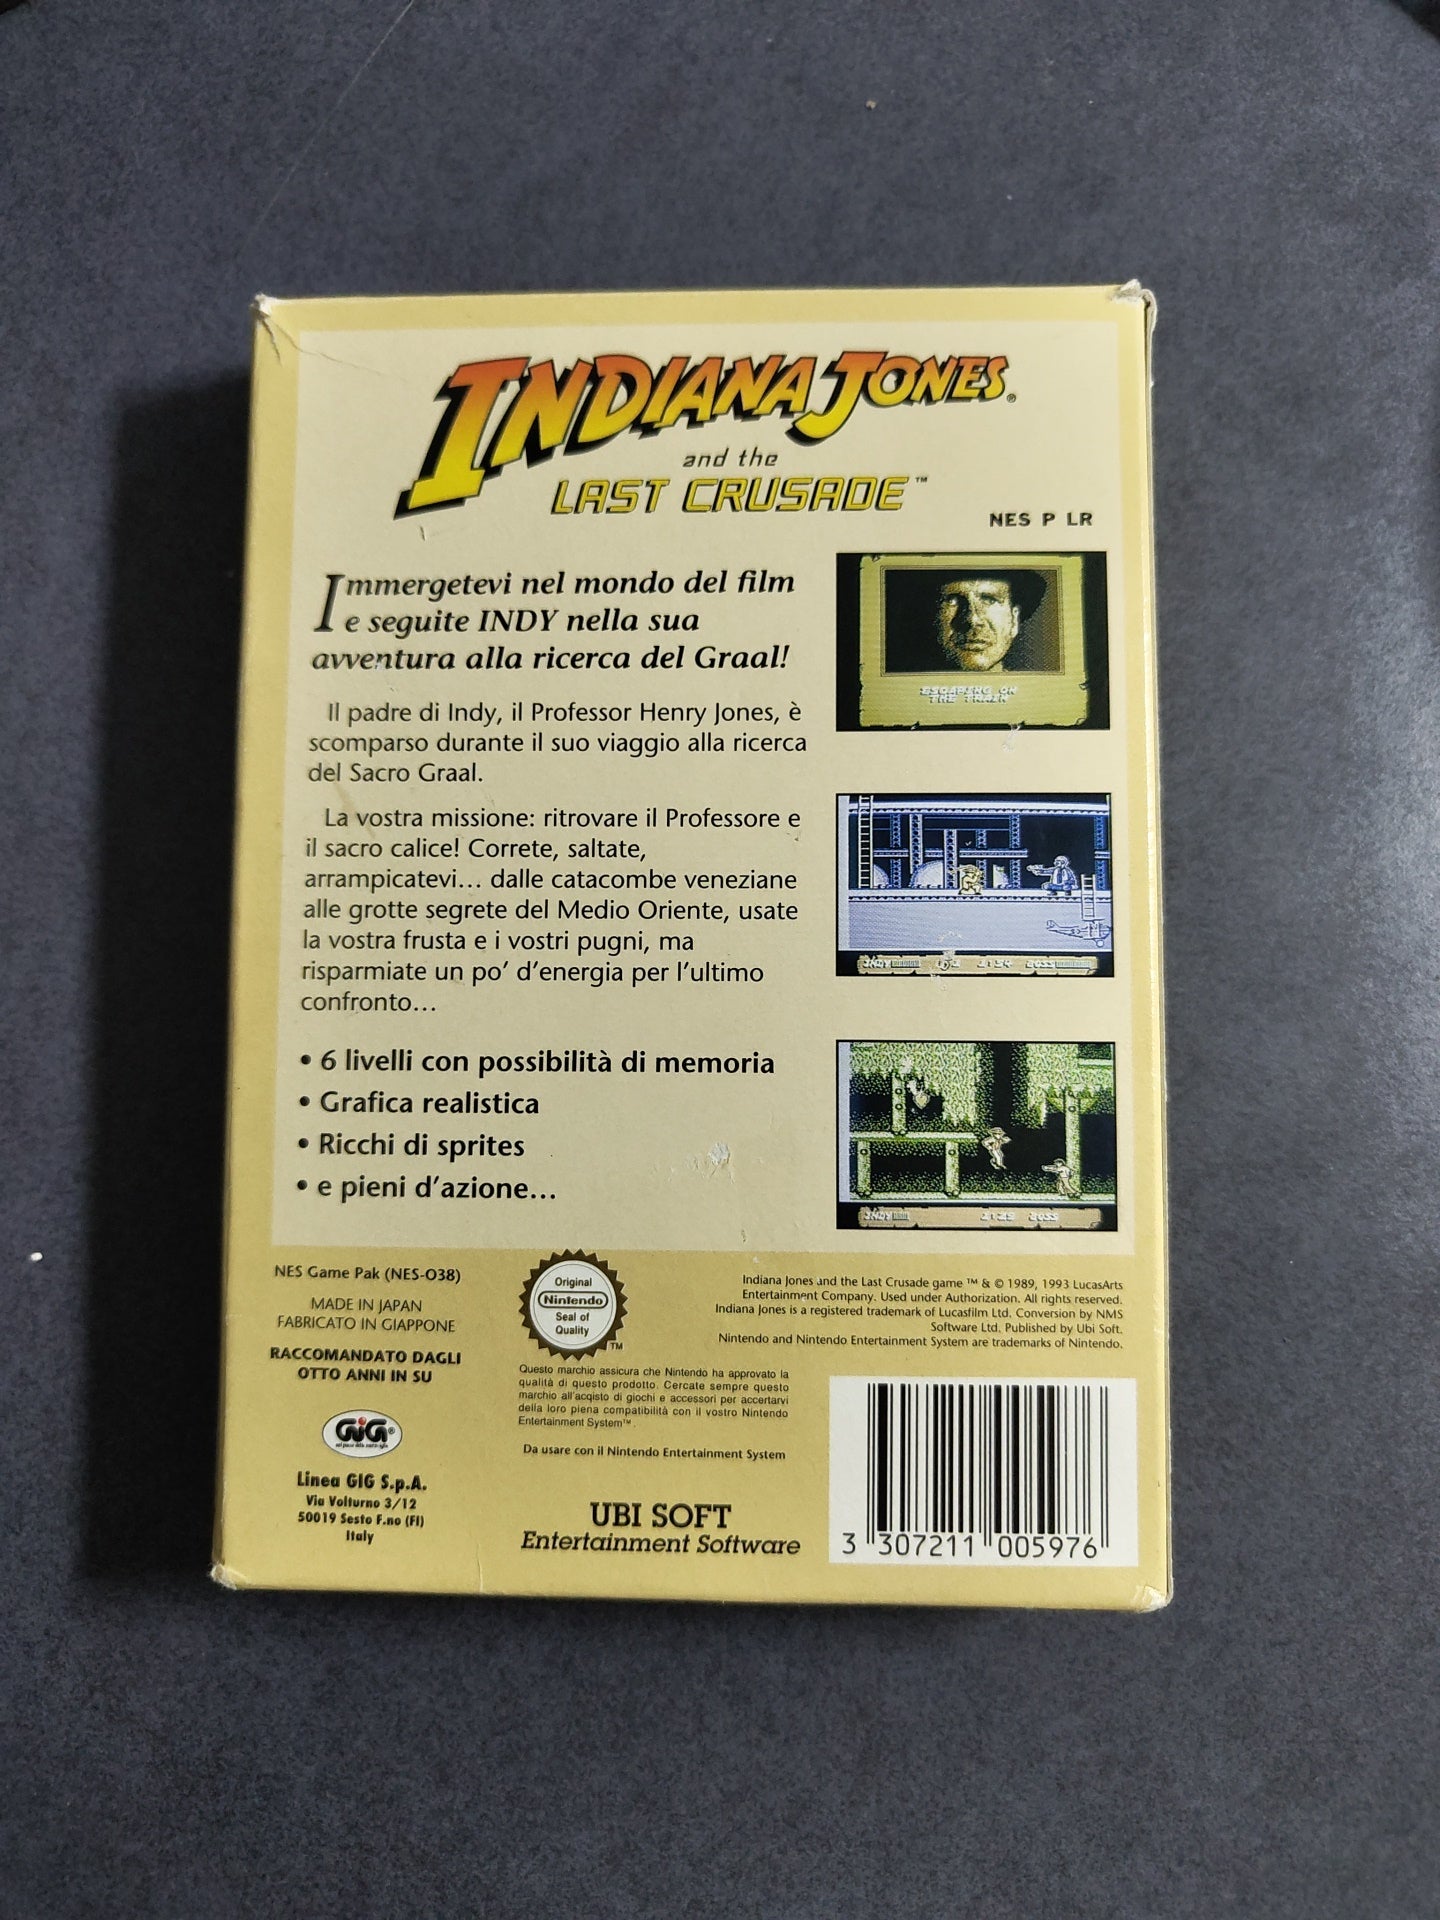 INDIANA JONES®
and the
LAST CRUSADE™
NES P LR
Immergetevi nel mondo del film
e seguite INDY nella sua
avventura alla ricerca del Graal!
Il padre di Indy, il Professor Henry Jones, è
scomparso durante il suo viaggio alla ricerca
del Sacro Graal.
La vostra missione: ritrovare il Professore e
il sacro calice! Correte, saltate,
arrampicatevi... dalle catacombe veneziane
alle grotte segrete del Medio Oriente, usate
la vostra frusta e i vostri pugni, ma
risparmiate un po' d'energia per l'ultimo
confronto...
• 6 livelli con possibilità di memoria
• Grafica realistica
• Ricchi di sprites
• e pieni d'azione...
ESCAPING ON
THE TRAIN
INDY
BOSS
INDY
BOSS
NES Game Pak (NES-038)
MADE IN JAPAN
FABRICATO IN GIAPPONE
RACCOMANDATO DAGLI
OTTO ANNI IN SU
GiG®
Linea GIG S.p.A.
Via Volturno 3/12
50019 Sesto F.no (FI)
Italy
Original
Nintendo
Seal of
Quality
TM
Questo marchio assicura che Nintendo ha approvato la
qualità di questo prodotto. Cercate sempre questo
marchio all'acqisto di giochi e accessori per accertarvi
della loro piena compatibilità con il vostro Nintendo
Entertainment System™.
Da usare con il Nintendo Entertainment System
UBI SOFT
Entertainment Software
Indiana Jones and the Last Crusade game ™ & © 1989, 1993 LucasArts
Entertainment Company. Used under Authorization. All rights reserved.
Indiana Jones is a registered trademark of Lucasfilm Ltd. Conversion by NMS
Software Ltd. Published by Ubi Soft.
Nintendo and Nintendo Entertainment System are trademarks of Nintendo.
3 307211 005976